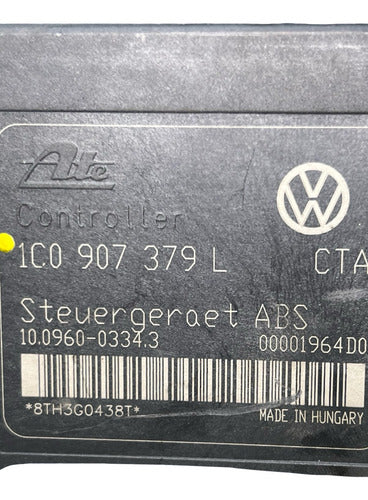 Ate
Controller
1C0 907 379 L CTA
Steuergeraet ABS
10.0960-0334.3 00001964D0
*8TH3G0438T* MADE IN HUNGARY